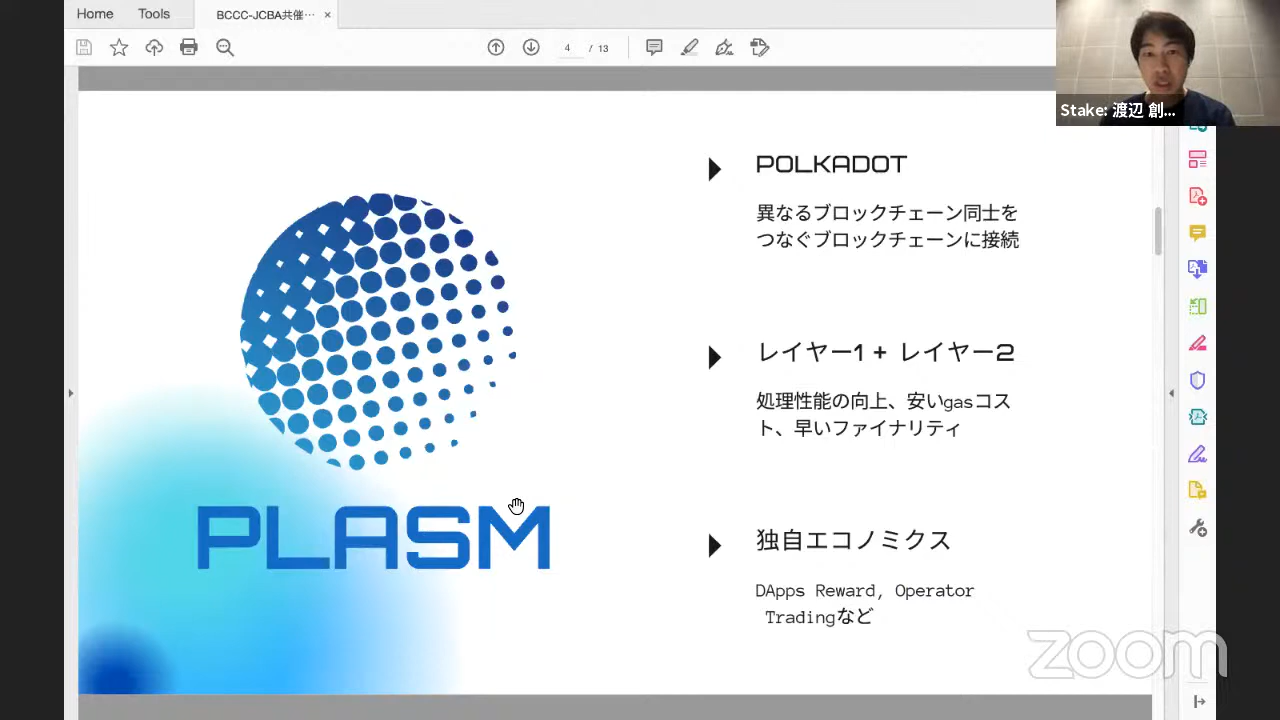 Home Tools BCCC-JCBA共催… ×
4 / 13
Stake: 渡辺 創...
POLKADOT
異なるブロックチェーン同士を
つなぐブロックチェーンに接続
レイヤー1 + レイヤー2
処理性能の向上、安いgasコス
ト、早いファイナリティ
PLASM
独自エコノミクス
DApps Reward, Operator
Tradingなど
zoom